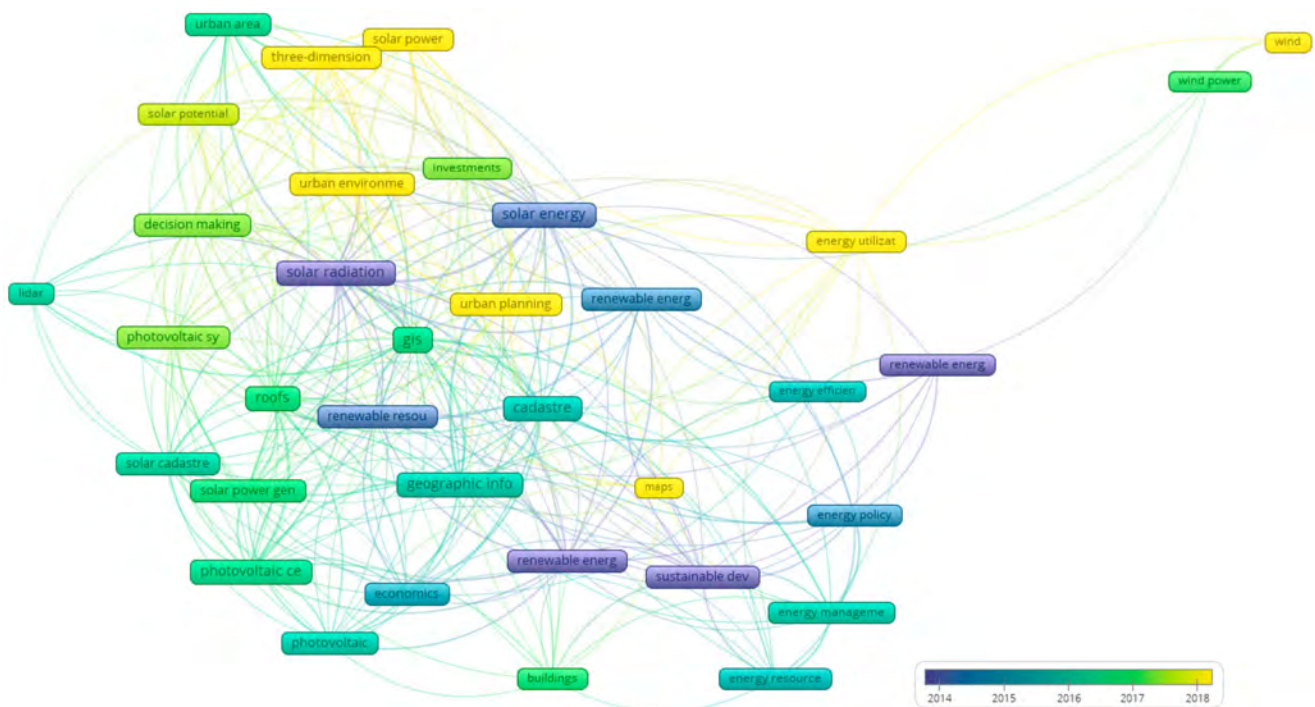 urban area
solar power
three-dimension
wind
wind power
solar potential
investments
urban environme
solar energy
decision making
energy utilizat
solar radiation
lidar
urban planning
renewable energ
photovoltaic sy
gis
renewable energ
energy efficien
roofs
renewable resou
cadastre
solar cadastre
solar power gen
geographic info
maps
energy policy
photovoltaic ce
renewable energ
sustainable dev
economics
energy manageme
photovoltaic
buildings
energy resource
2014 2015 2016 2017 2018